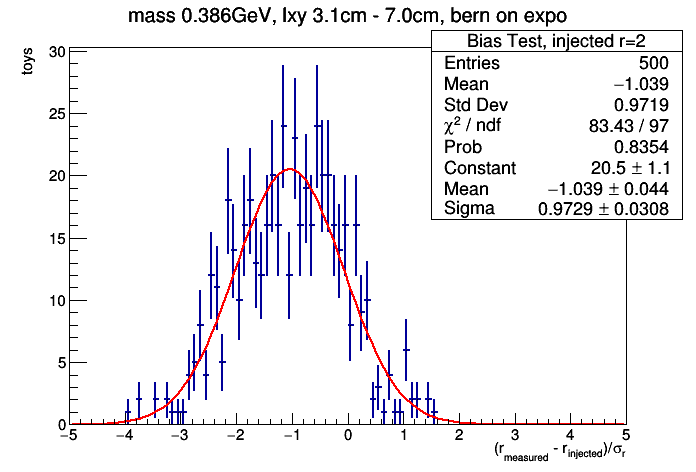 mass 0.386GeV, lxy 3.1cm - 7.0cm, bern on expo
Bias Test, injected r=2
Entries 500
Mean −1.039
Std Dev 0.9719
χ² / ndf 83.43 / 97
Prob 0.8354
Constant 20.5 ± 1.1
Mean −1.039 ± 0.044
Sigma 0.9729 ± 0.0308
toys
30
25
20
15
10
5
0
−5 −4 −3 −2 −1 0 1 2 3 4 5
(r_measured - r_injected)/σ_r